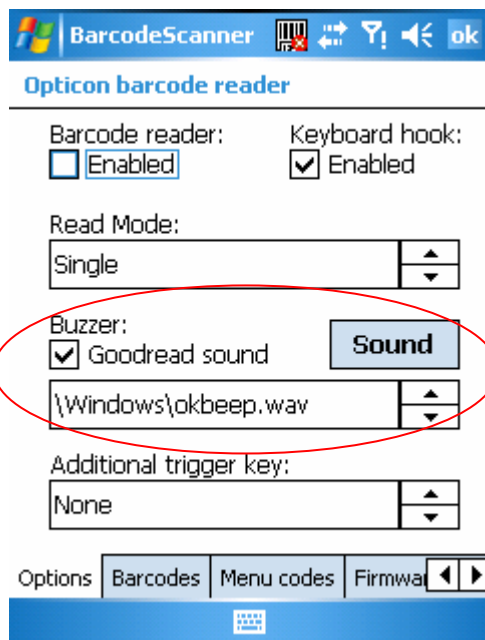 BarcodeScanner ok
Opticon barcode reader
Barcode reader: Keyboard hook:
Enabled Enabled
Read Mode:
Single
Buzzer:
Goodread sound Sound
\Windows\okbeep.wav
Additional trigger key:
None
Options Barcodes Menu codes Firmwa